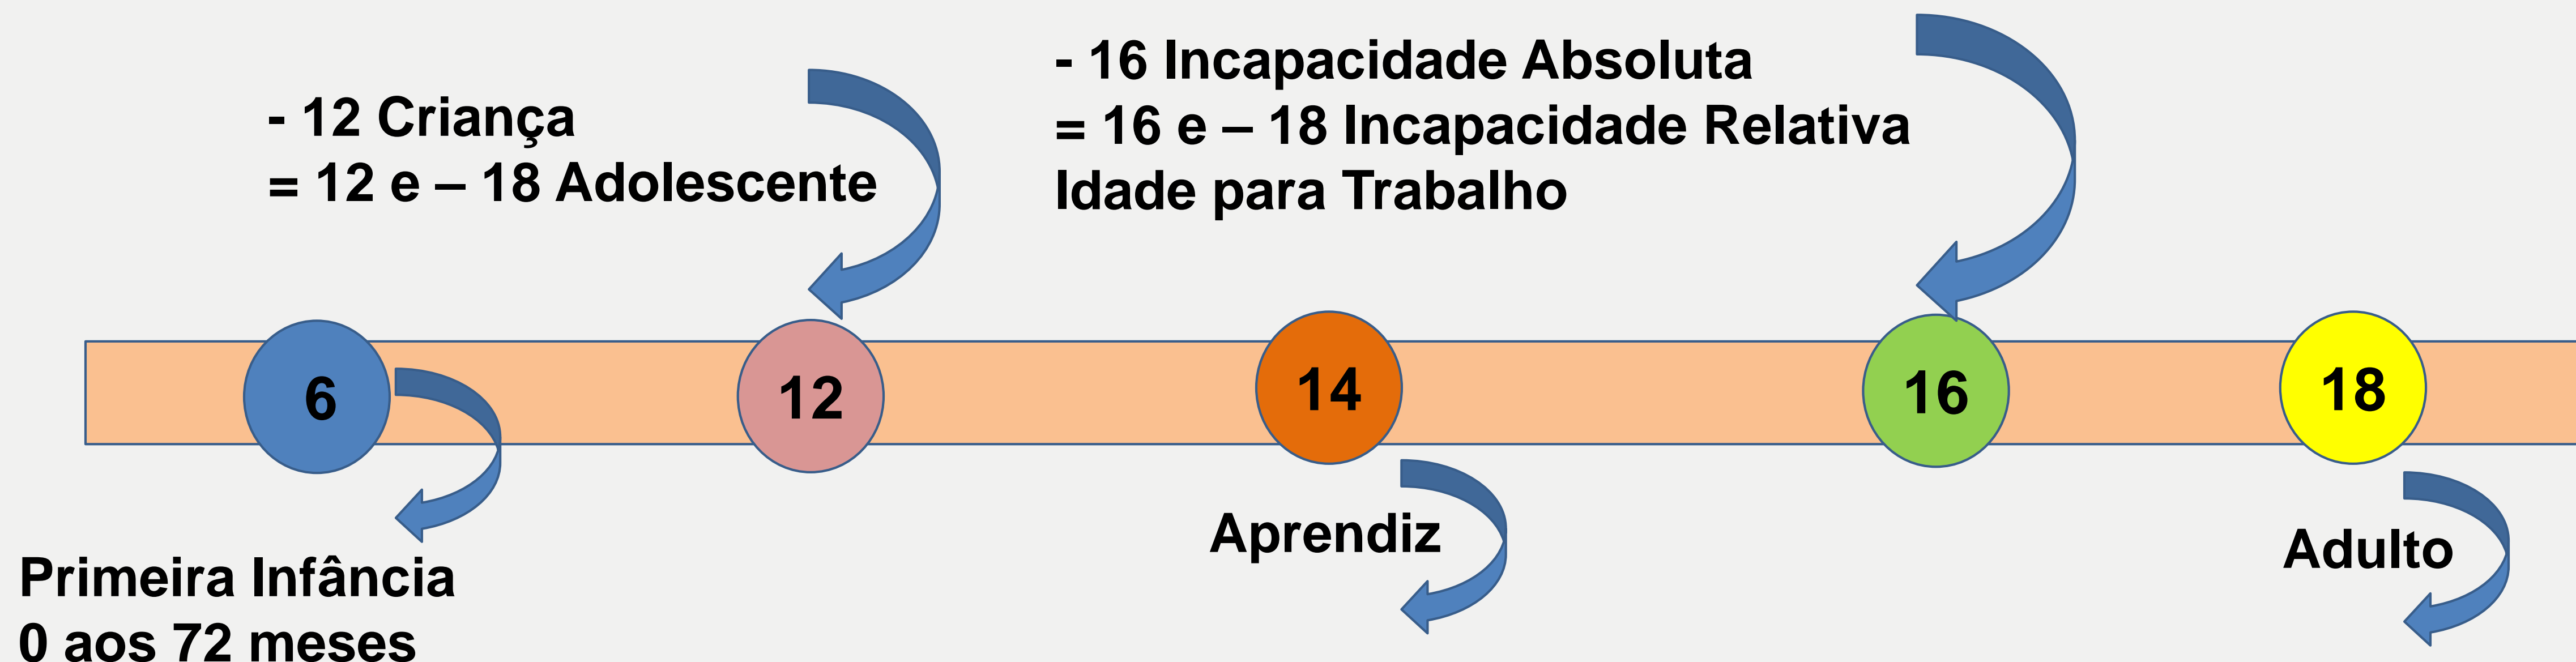 - 12 Criança
= 12 e – 18 Adolescente
- 16 Incapacidade Absoluta
= 16 e – 18 Incapacidade Relativa
Idade para Trabalho
6
12
14
16
18
Primeira Infância
0 aos 72 meses
Aprendiz
Adulto